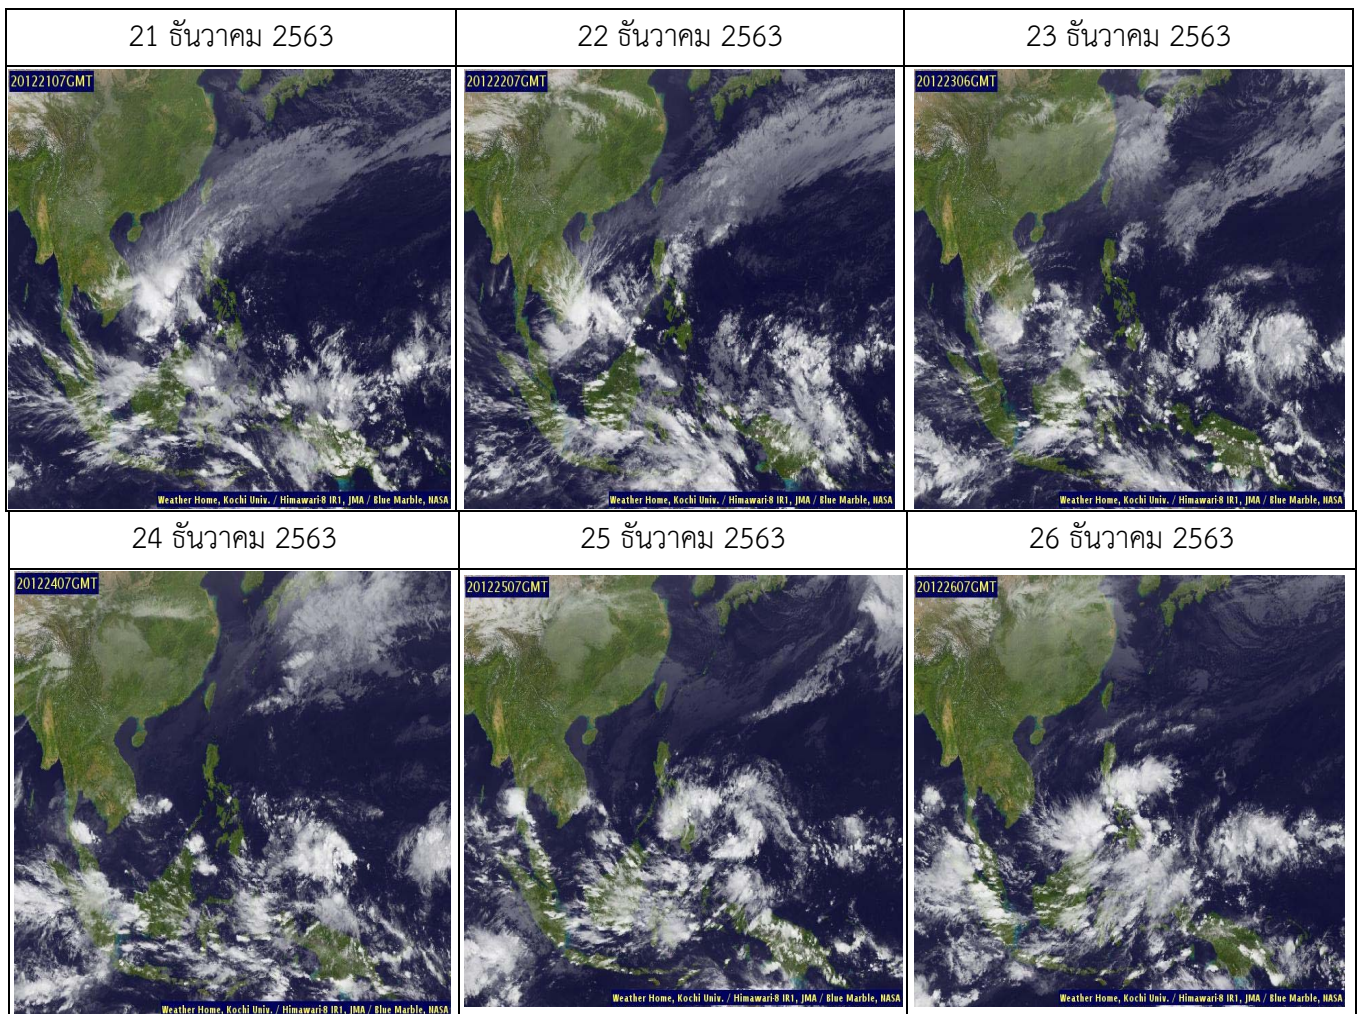 21 ธันวาคม 2563
22 ธันวาคม 2563
23 ธันวาคม 2563
20122107GMT
20122207GMT
20122306GMT
Weather Home, Kochi Univ. / Himawari-8 IR1, JMA / Blue Marble, NASA
Weather Home, Kochi Univ. / Himawari-8 IR1, JMA / Blue Marble, NASA
Weather Home, Kochi Univ. / Himawari-8 IR1, JMA / Blue Marble, NASA
24 ธันวาคม 2563
25 ธันวาคม 2563
26 ธันวาคม 2563
20122407GMT
20122507GMT
20122607GMT
Weather Home, Kochi Univ. / Himawari-8 IR1, JMA / Blue Marble, NASA
Weather Home, Kochi Univ. / Himawari-8 IR1, JMA / Blue Marble, NASA
Weather Home, Kochi Univ. / Himawari-8 IR1, JMA / Blue Marble, NASA